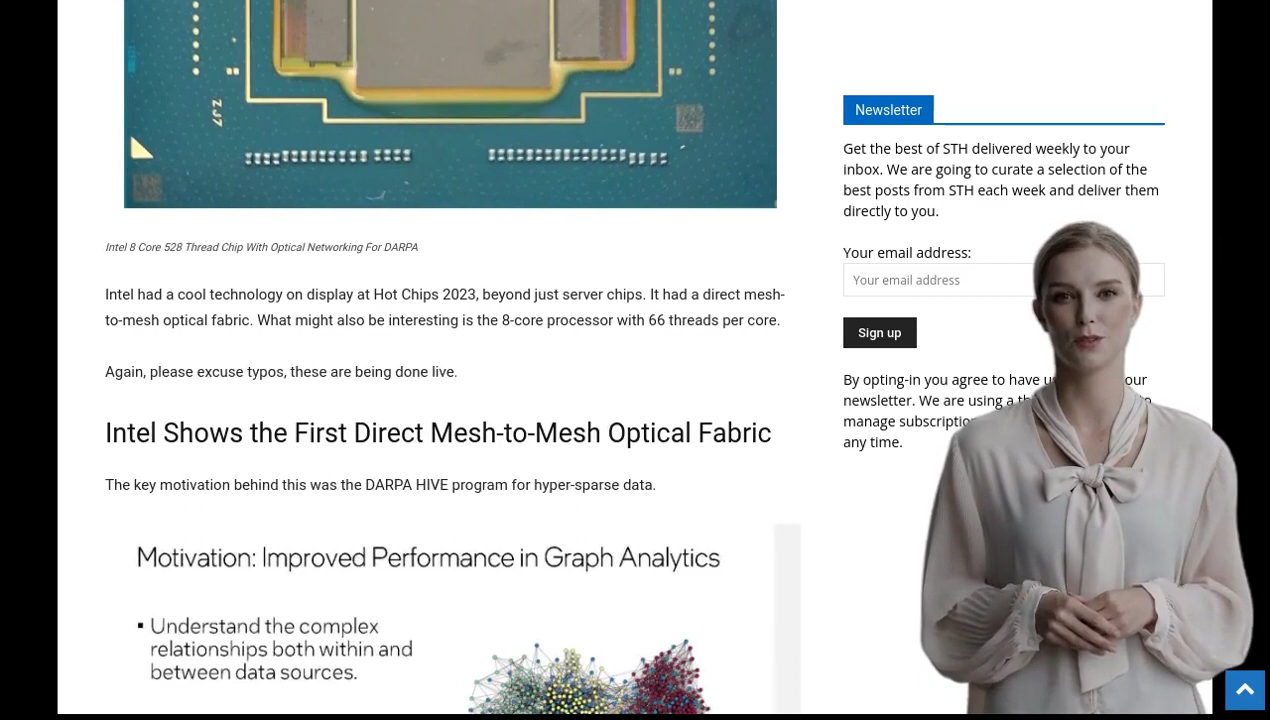 ZJ7
Intel 8 Core 528 Thread Chip With Optical Networking For DARPA
Intel had a cool technology on display at Hot Chips 2023, beyond just server chips. It had a direct mesh-
to-mesh optical fabric. What might also be interesting is the 8-core processor with 66 threads per core.
Again, please excuse typos, these are being done live.
Intel Shows the First Direct Mesh-to-Mesh Optical Fabric
The key motivation behind this was the DARPA HIVE program for hyper-sparse data.
Motivation: Improved Performance in Graph Analytics
▪ Understand the complex
relationships both within and
between data sources.
Newsletter
Get the best of STH delivered weekly to your
inbox. We are going to curate a selection of the
best posts from STH each week and deliver them
directly to you.
Your email address:
Your email address
Sign up
By opting-in you agree to have our
newsletter. We are using a
manage
any time.